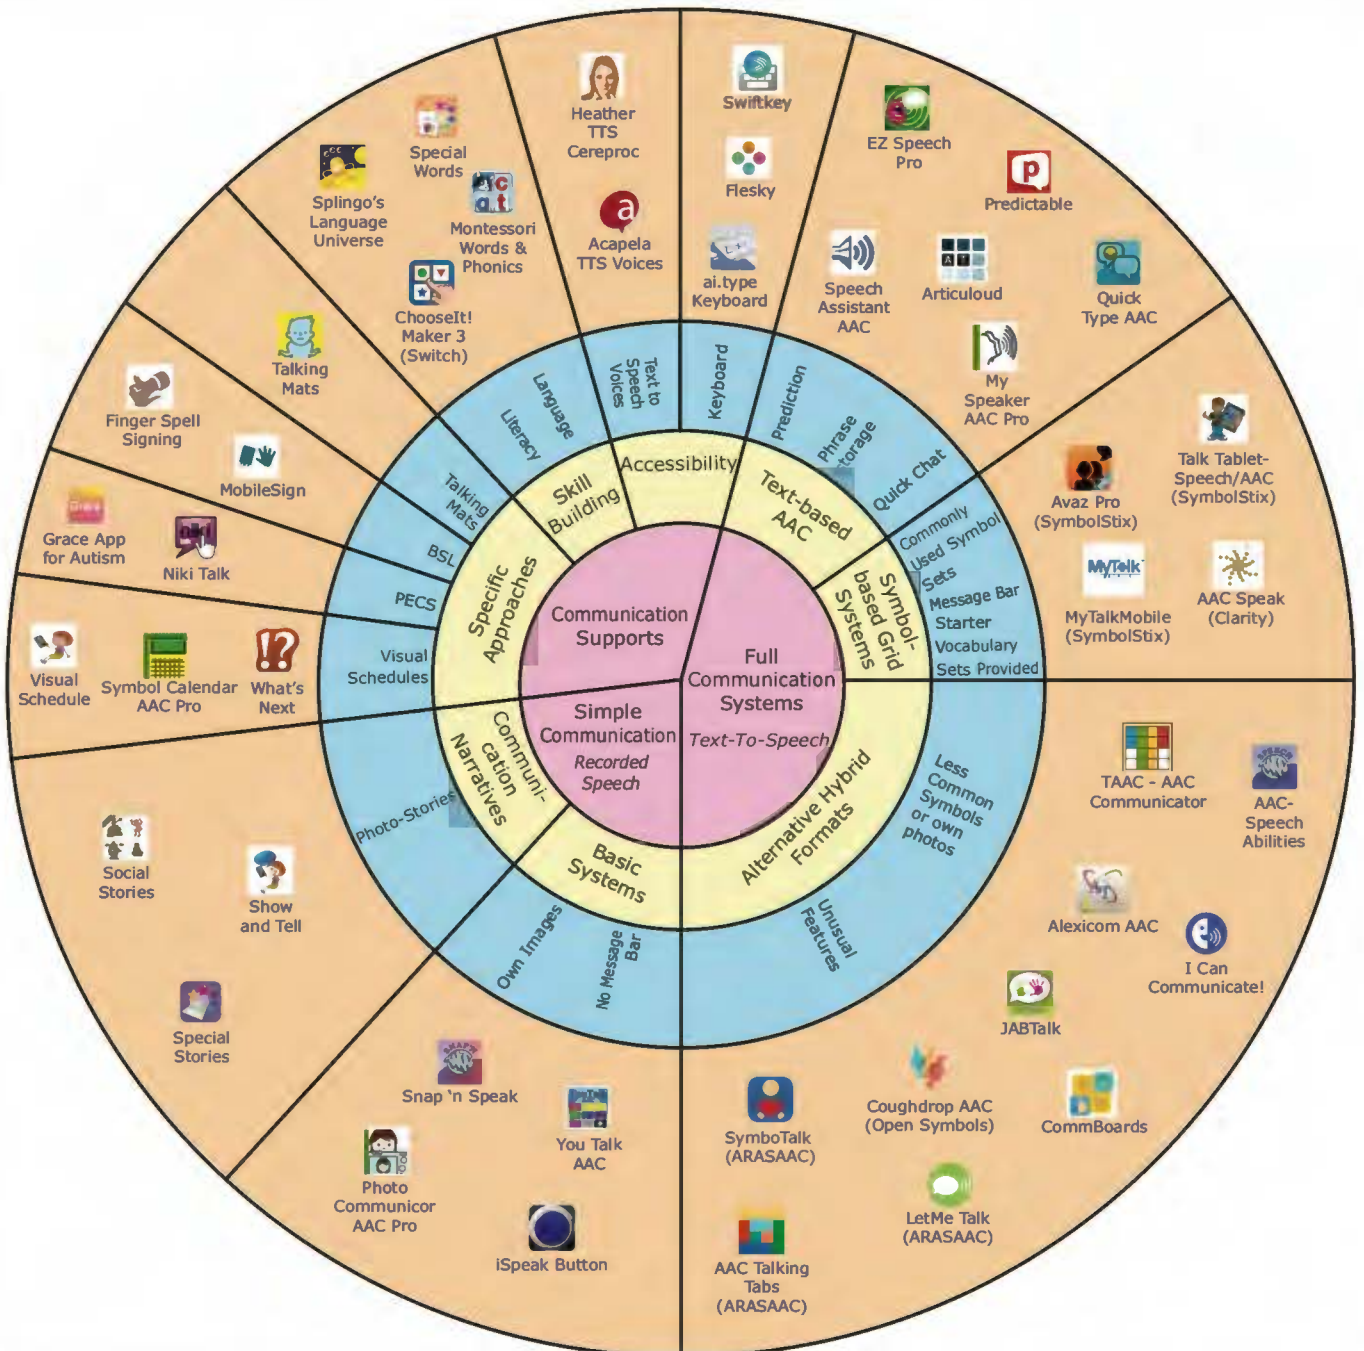 Communication
Supports
Full
Communication
Systems
Text-To-Speech
Simple
Communication
Recorded
Speech
Accessibility
Text-based
AAC
Symbol-
based Grid
Systems
Alternative Hybrid
Formats
Basic
Systems
Communi-
cation
Narratives
Specific
Approaches
Skill
Building
Text to
Speech
Voices
Keyboard
Prediction
Phrase
Quick Chat
Commonly
Used Symbol
Sets
Message Bar
Starter
Vocabulary
Sets Provided
Less
Common
Symbols
or own
photos
Unusual
Features
No Message
Bar
Own Images
Photo-Stories
Visual
Schedules
PECS
BSL
Talking
Mats
Literacy
Language
Heather
TTS
Cereproc
Acapela
TTS Voices
Swiftkey
Flesky
ai.type
Keyboard
EZ Speech
Pro
Predictable
Speech
Assistant
AAC
Articuloud
Quick
Type AAC
My
Speaker
AAC Pro
Talk Tablet-
Speech/AAC
(SymbolStix)
Avaz Pro
(SymbolStix)
MyTalk
MyTalkMobile
(SymbolStix)
AAC Speak
(Clarity)
TAAC - AAC
Communicator
AAC-
Speech
Abilities
Alexicom AAC
I Can
Communicate!
JABTalk
Coughdrop AAC
(Open Symbols)
CommBoards
SymboTalk
(ARASAAC)
LetMe Talk
(ARASAAC)
AAC Talking
Tabs
(ARASAAC)
Snap 'n Speak
You Talk
AAC
Photo
Communicor
AAC Pro
iSpeak Button
Social
Stories
Show
and Tell
Special
Stories
Visual
Schedule
Symbol Calendar
AAC Pro
What's
Next
Grace App
for Autism
Niki Talk
Finger Spell
Signing
MobileSign
Talking
Mats
Splingo's
Language
Universe
Special
Words
Montessori
Words &
Phonics
ChooseIt!
Maker 3
(Switch)